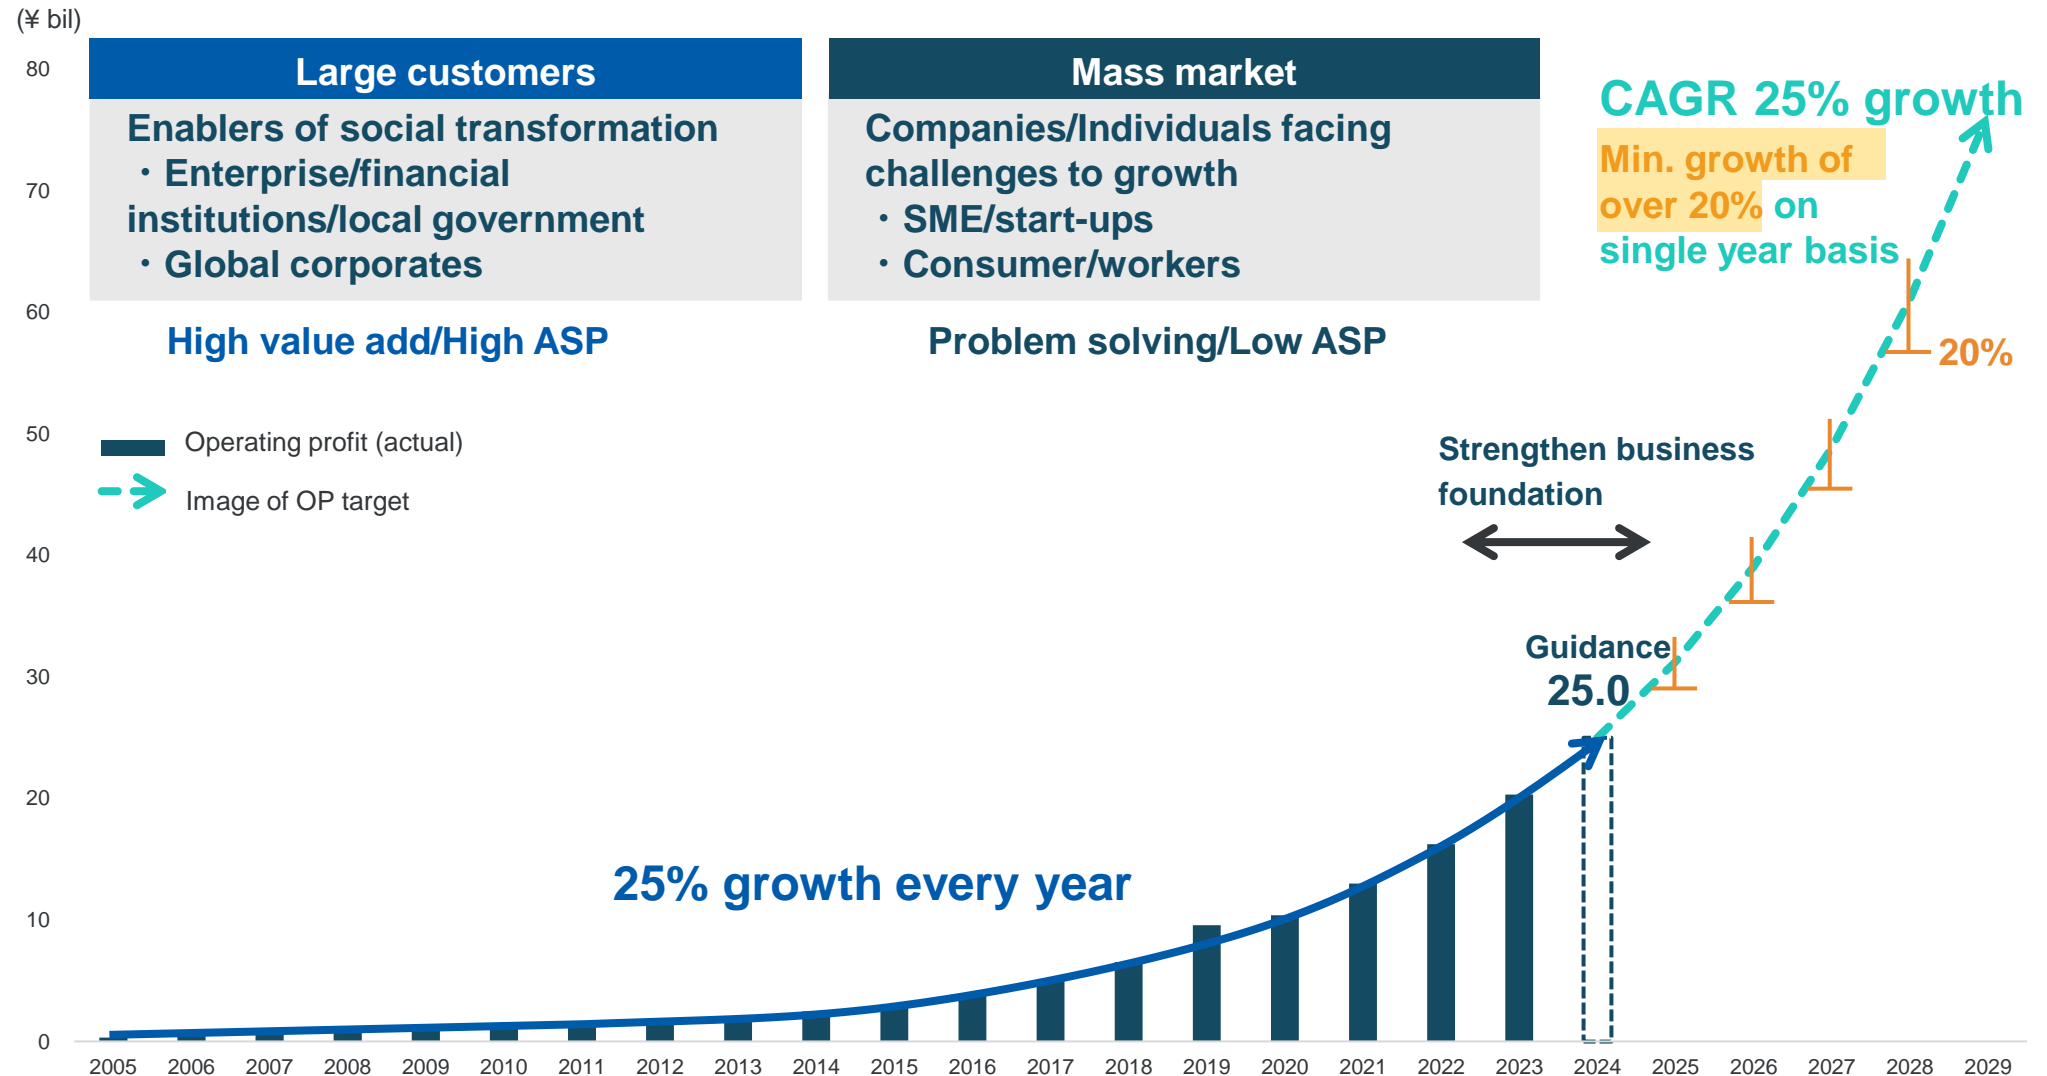 (¥ bil)
Large customers
Enablers of social transformation
・Enterprise/financial
institutions/local government
・Global corporates
High value add/High ASP
Mass market
Companies/Individuals facing
challenges to growth
・SME/start-ups
・Consumer/workers
Problem solving/Low ASP
CAGR 25% growth
Min. growth of
over 20% on
single year basis
20%
Operating profit (actual)
Image of OP target
Strengthen business
foundation
Guidance
25.0
25% growth every year
80
70
60
50
40
30
20
10
0
2005 2006 2007 2008 2009 2010 2011 2012 2013 2014 2015 2016 2017 2018 2019 2020 2021 2022 2023 2024 2025 2026 2027 2028 2029